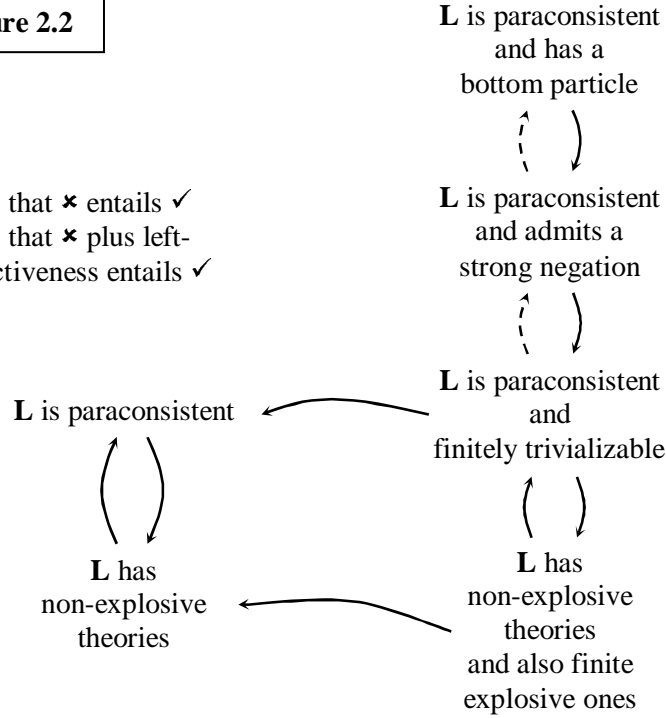 ure 2.2
L is paraconsistent
and has a
bottom particle
that ✖ entails ✓
that ✖ plus left-
ctiveness entails ✓
L is paraconsistent
and admits a
strong negation
L is paraconsistent
and
finitely trivializable
L is paraconsistent
L has
non-explosive
theories
L has
non-explosive
theories
and also finite
explosive ones